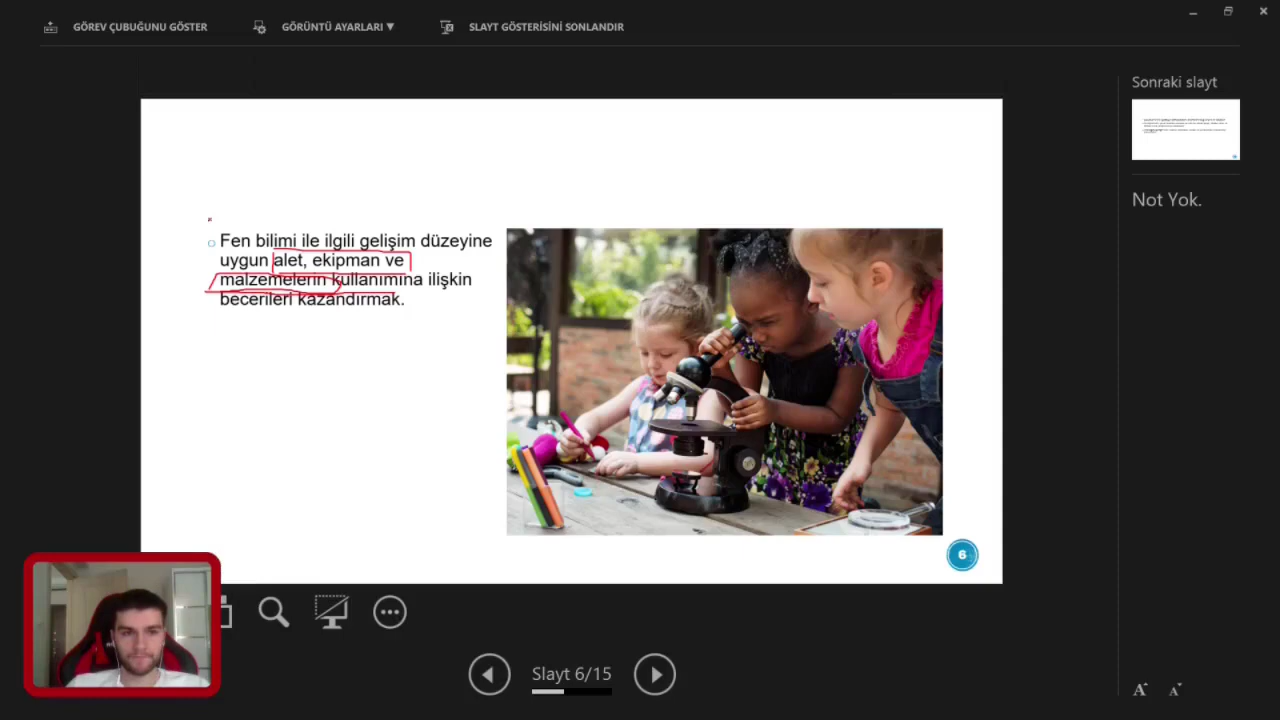 GÖREV ÇUBUĞUNU GÖSTER
GÖRÜNTÜ AYARLARI ▼
SLAYT GÖSTERİSİNİ SONLANDIR
Sonraki slayt
Not Yok.
Fen bilimi ile ilgili gelişim düzeyine
uygun alet, ekipman ve
malzemelerin kullanımına ilişkin
becerileri kazandırmak.
6
Slayt 6/15
A A